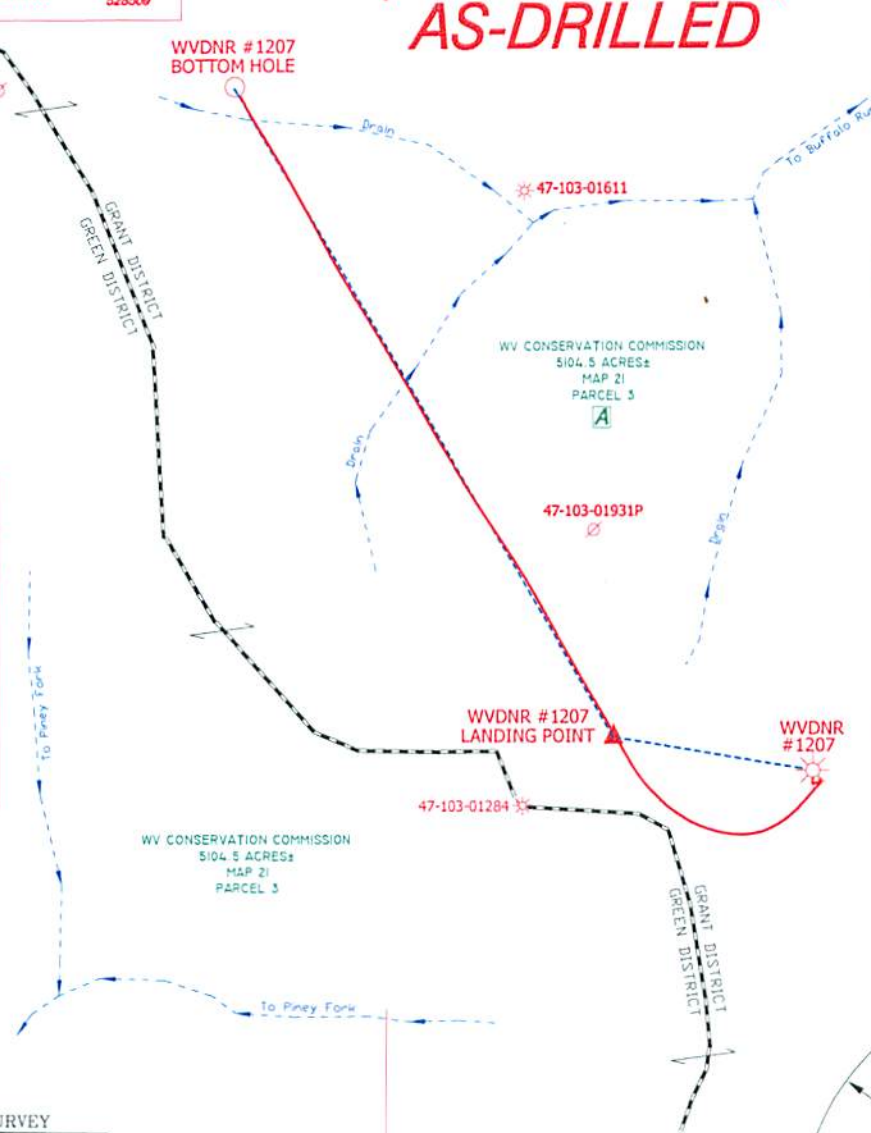 AS-DRILLED
WVDNR #1207
BOTTOM HOLE
Drain
To Buffalo Run
47-103-01611
GRANT DISTRICT
GREEN DISTRICT
WV CONSERVATION COMMISSION
5104.5 ACRES±
MAP 21
PARCEL 3
A
Drain
47-103-01931P
Drain
To Piney Fork
WVDNR #1207
LANDING POINT
WVDNR
#1207
47-103-01284
WV CONSERVATION COMMISSION
5104.5 ACRES±
MAP 21
PARCEL 3
GRANT DISTRICT
GREEN DISTRICT
To Piney Fork